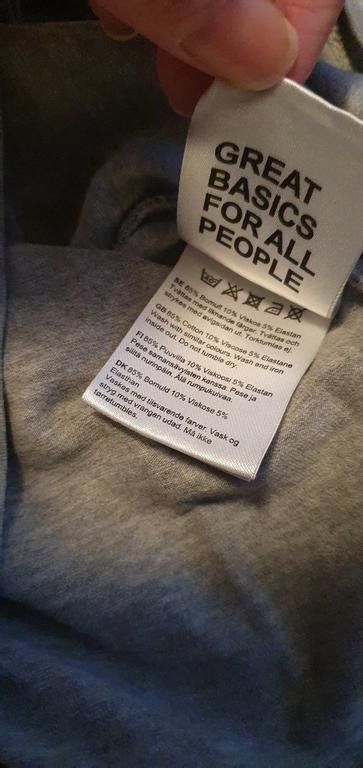 GREAT
BASICS
FOR ALL
PEOPLE
SE 85% Bomull 10% Viskos 5% Elastan
Tvättas med liknande färger. Tvättas och
strykes med avigsidan ut. Torktumlas ej.
GB 85% Cotton 10% Viscose 5% Elastane
Wash with similar colours. Wash and iron
inside out. Do not tumble dry.
FI 85% Puuvilla 10% Viskoosi 5% Elastan
Pese samansävyisten kanssa. Pese ja
silitä nurinpäin. Älä rumpukuivaa.
DK 85% Bomuld 10% Viskose 5%
Elasthan
Vaskes med tilsvarende farver. Vask og
stryg med vrangen udad. Må ikke
tørretumbles.